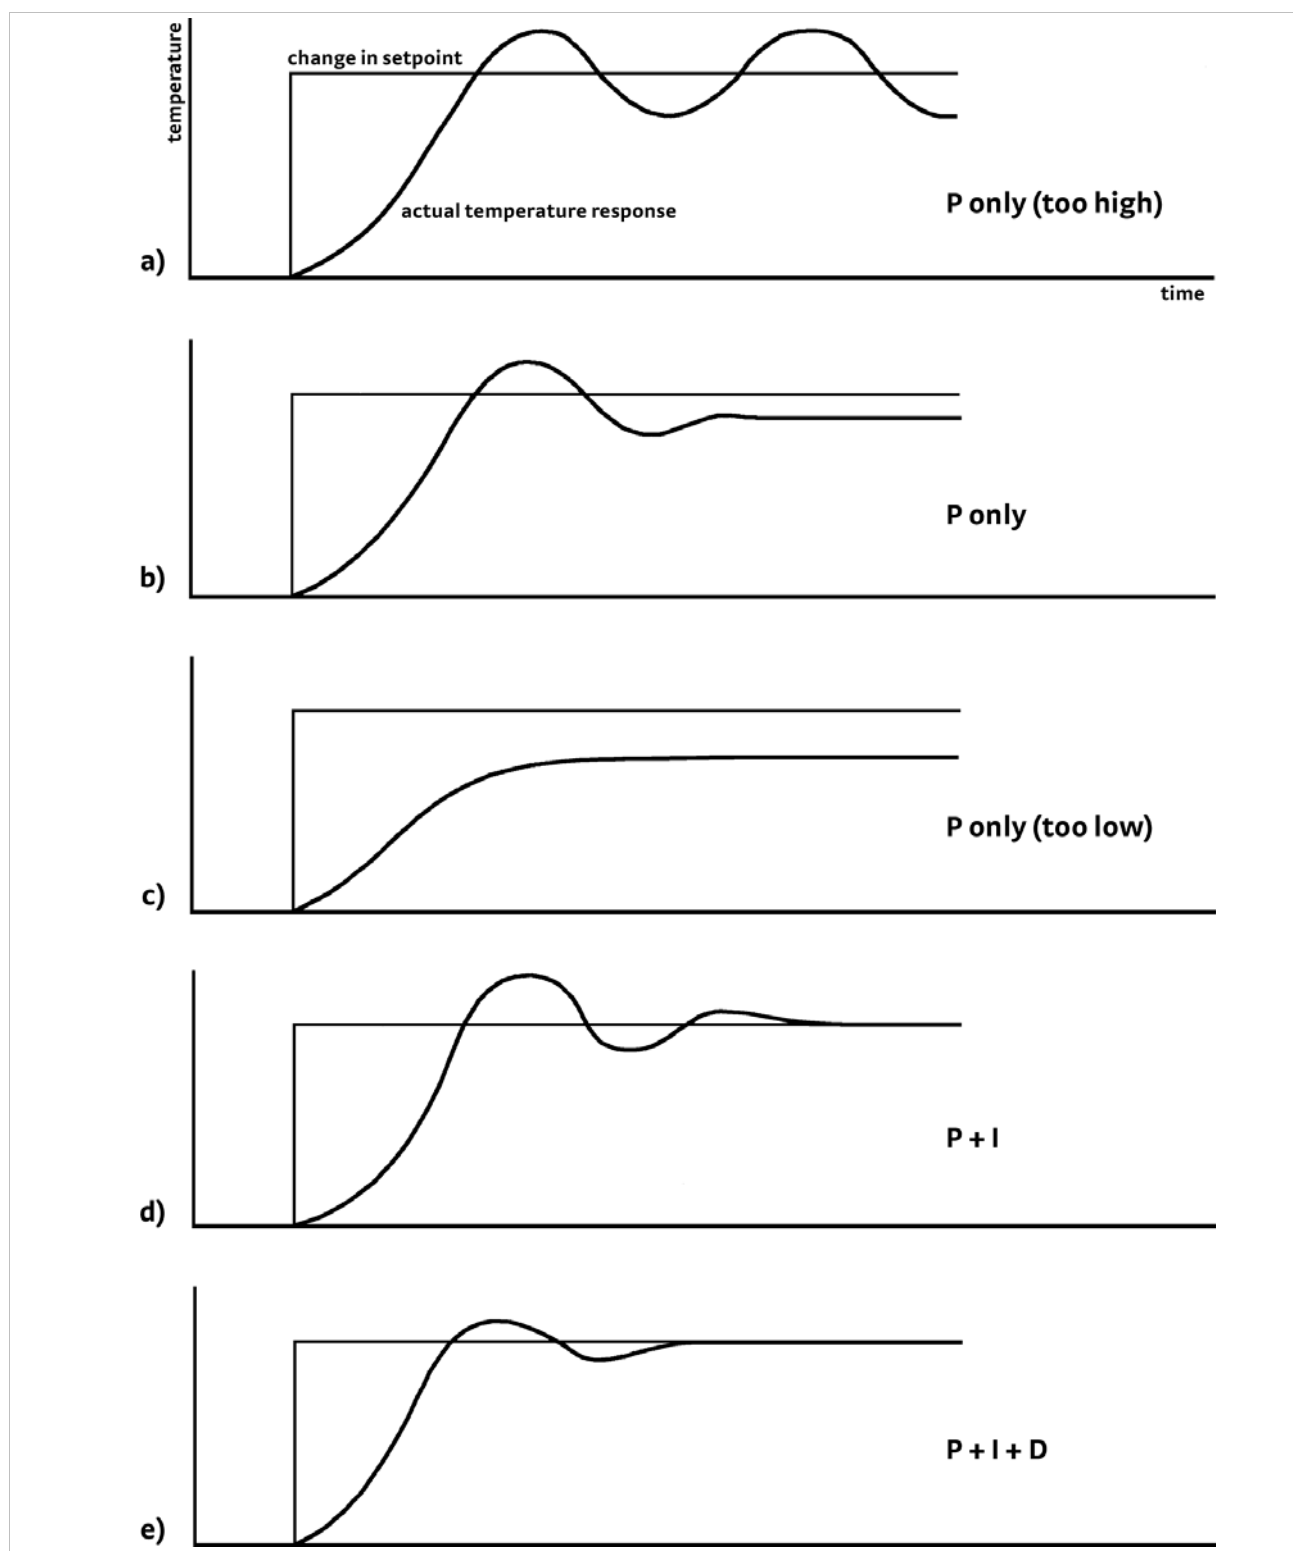 temperature
change in setpoint
actual temperature response
P only (too high)
a)
time
P only
b)
P only (too low)
c)
P + I
d)
P + I + D
e)